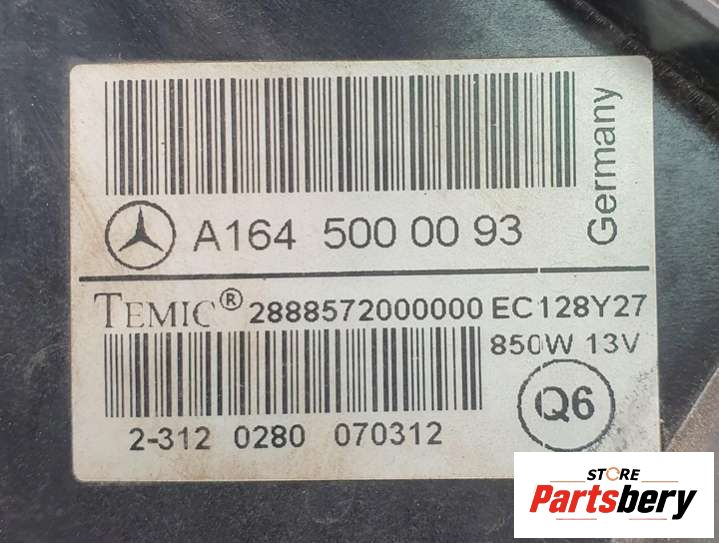 Germany
A164 500 00 93
TEMIC® 2888572000000 EC128Y27
850W 13V
Q6
2-312 0280 070312
STORE
Partsbery